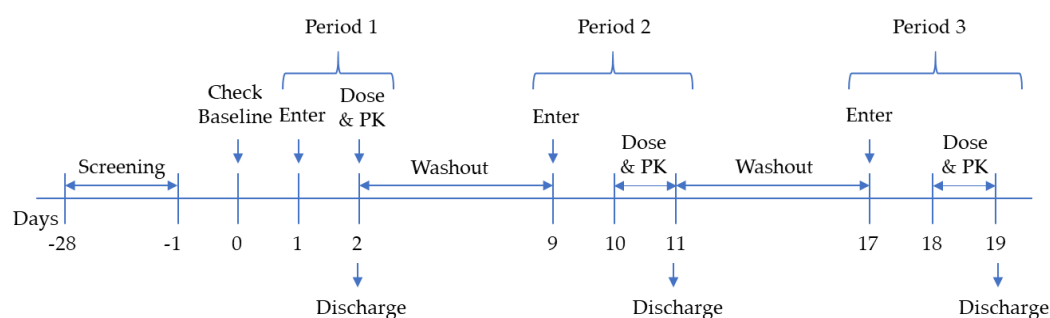 Period 1
Period 2
Period 3
Check
Baseline
Enter
Dose
& PK
Enter
Dose
& PK
Enter
Dose
& PK
Screening
Washout
Washout
Days
-28
-1
0
1
2
9
10
11
17
18
19
Discharge
Discharge
Discharge